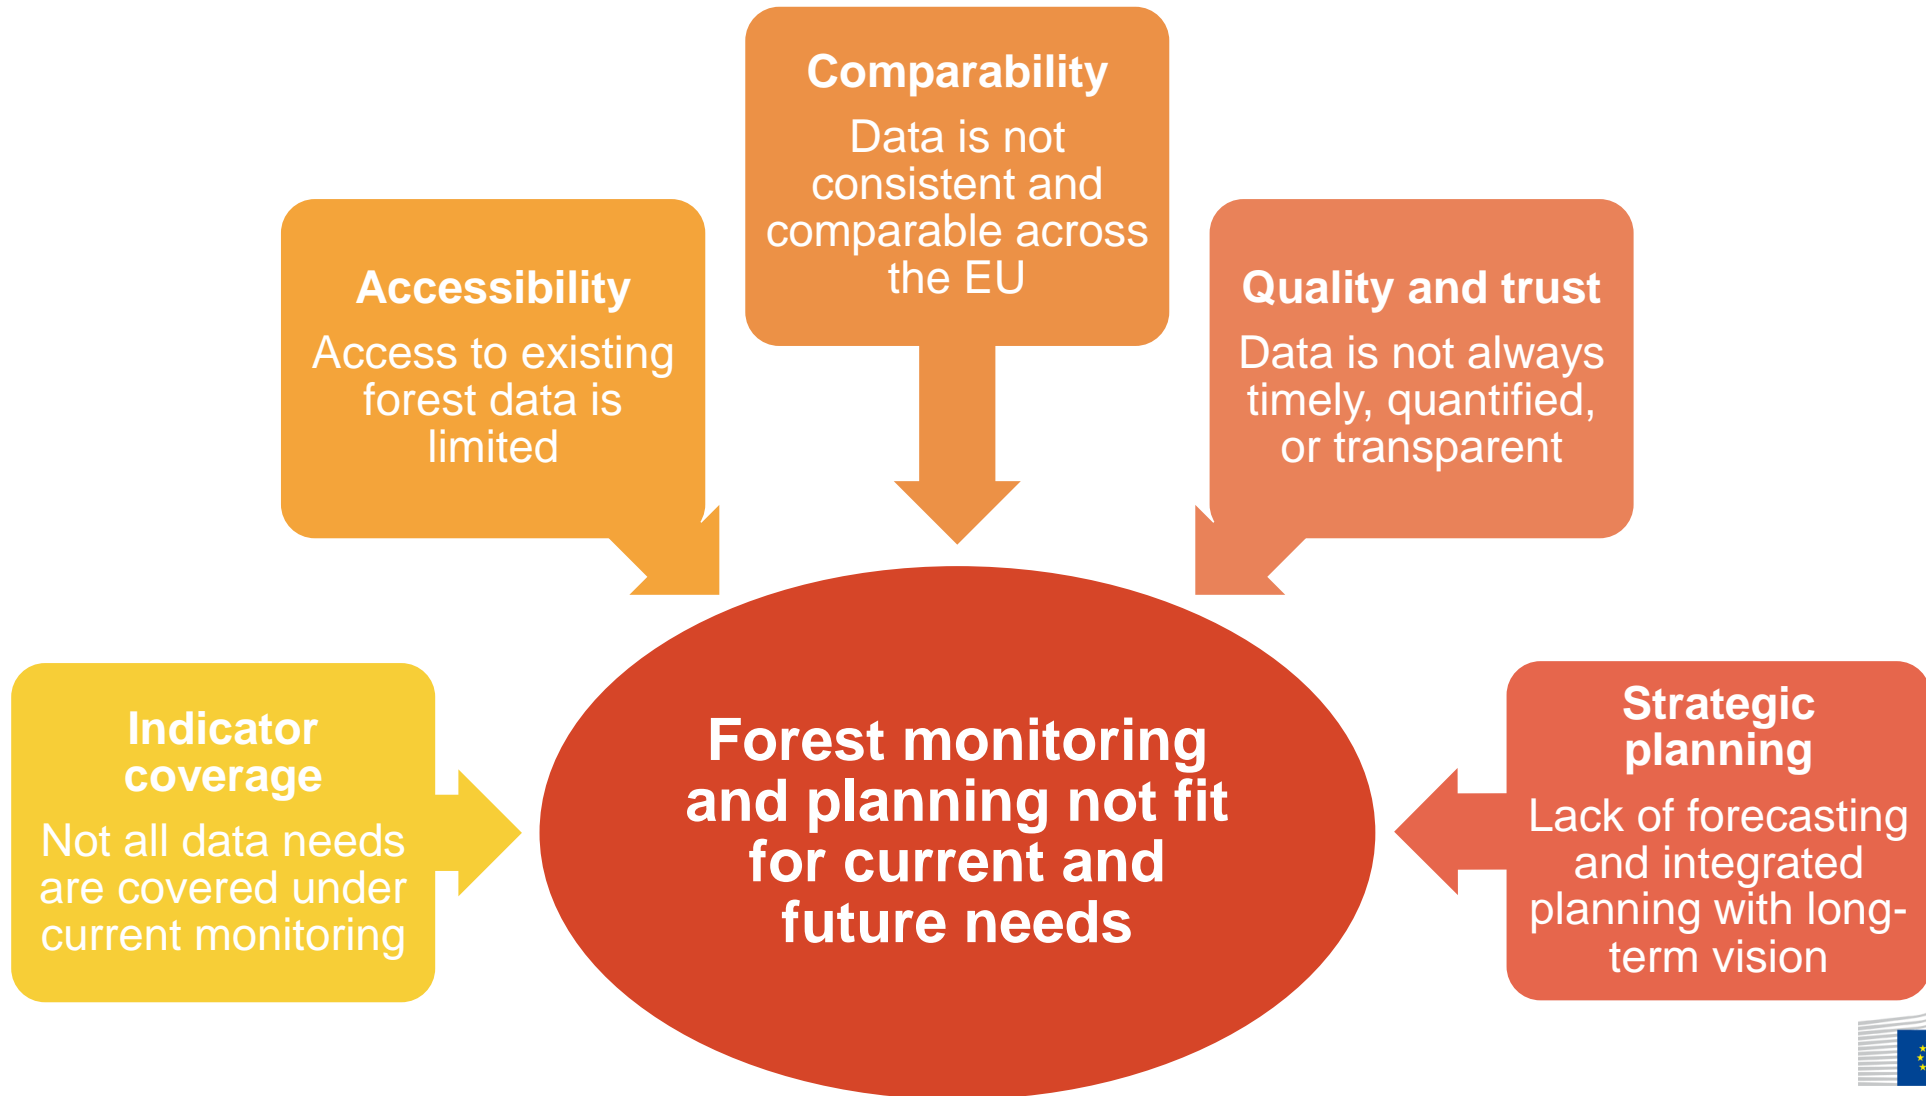 Comparability
Data is not
consistent and
comparable across
the EU
Accessibility
Access to existing
forest data is
limited
Quality and trust
Data is not always
timely, quantified,
or transparent
Indicator
coverage
Not all data needs
are covered under
current monitoring
Forest monitoring
and planning not fit
for current and
future needs
Strategic
planning
Lack of forecasting
and integrated
planning with long-
term vision